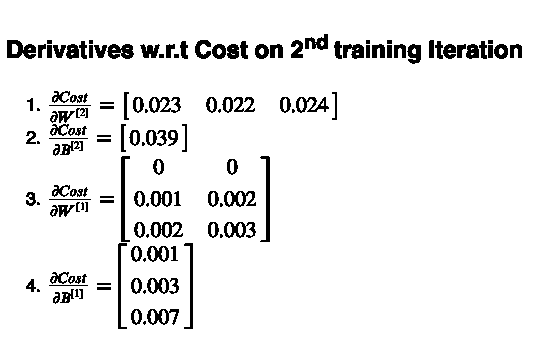 Derivatives w.r.t Cost on 2nd training Iteration
1. ∂Cost/∂W[2] = [0.023 0.022 0.024]
2. ∂Cost/∂B[2] = [0.039]
3. ∂Cost/∂W[1] = [0 0
0.001 0.002
0.002 0.003]
4. ∂Cost/∂B[1] = [0.001
0.003
0.007]